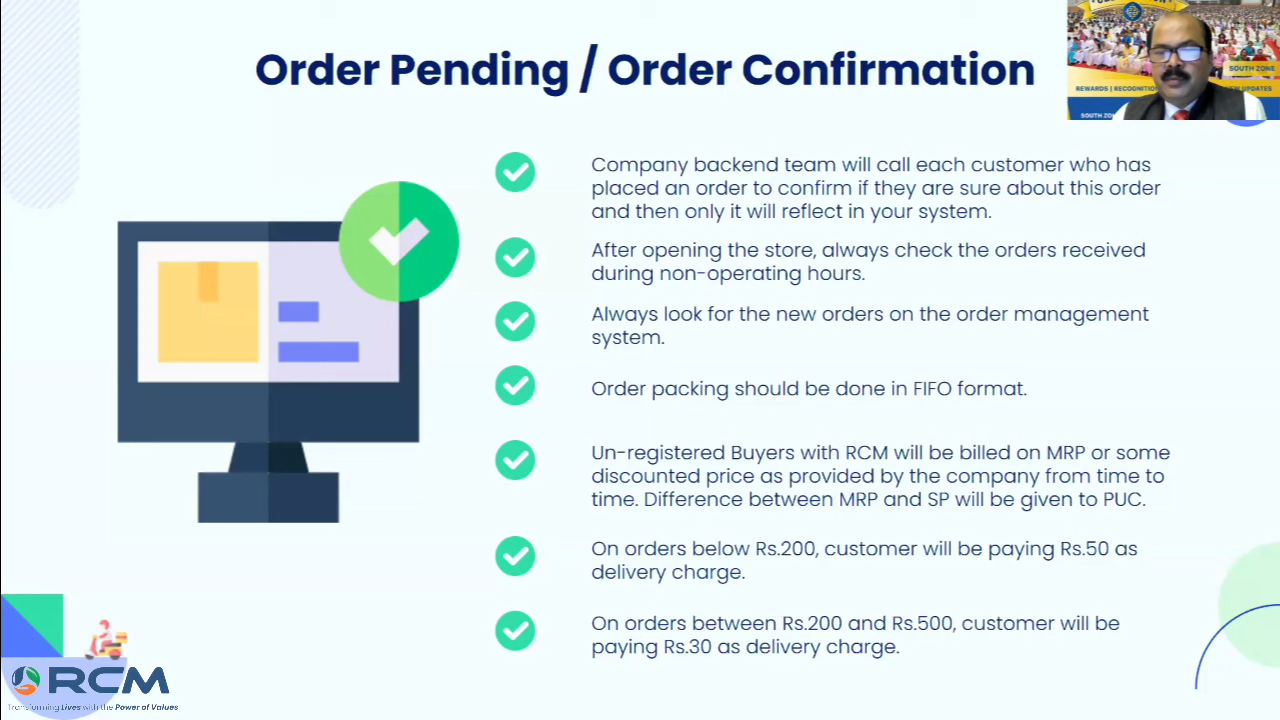 Order Pending / Order Confirmation
SOUTH ZONE
REWARDS | RECOGNITION
UPDATES
SOUTH
Company backend team will call each customer who has
placed an order to confirm if they are sure about this order
and then only it will reflect in your system.
After opening the store, always check the orders received
during non-operating hours.
Always look for the new orders on the order management
system.
Order packing should be done in FIFO format.
Un-registered Buyers with RCM will be billed on MRP or some
discounted price as provided by the company from time to
time. Difference between MRP and SP will be given to PUC.
On orders below Rs.200, customer will be paying Rs.50 as
delivery charge.
On orders between Rs.200 and Rs.500, customer will be
paying Rs.30 as delivery charge.
RCM
Transforming Lives with the Power of Values